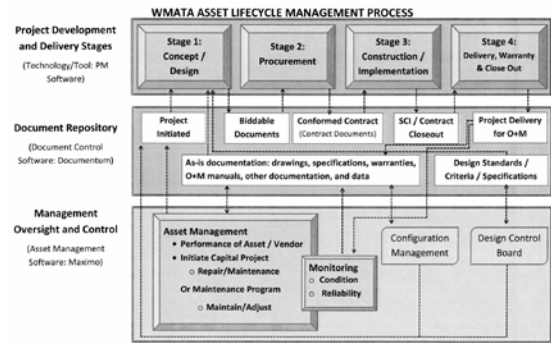 WMATA ASSET LIFECYCLE MANAGEMENT PROCESS
Project Development
and Delivery Stages
(Technology/Tool: PM
Software)
Stage 1:
Concept /
Design
Stage 2:
Procurement
Stage 3:
Construction /
Implementation
Stage 4:
Delivery, Warranty
& Close Out
Document Repository
(Document Control
Software: Documentum)
Project
Initiated
Biddable
Documents
Conformed Contract
(Contract Documents)
SCI / Contract
Closeout
Project Delivery
for O+M
As-is documentation: drawings, specifications, warranties,
O+M manuals, other documentation, and data
Design Standards /
Criteria / Specifications
Management
Oversight and Control
(Asset Management
Software: Maximo)
Asset Management
• Performance of Asset / Vendor
• Initiate Capital Project
o Repair/Maintenance
Or Maintenance Program
o Maintain/Adjust
Monitoring
• Condition
• Reliability
Configuration
Management
Design Control
Board